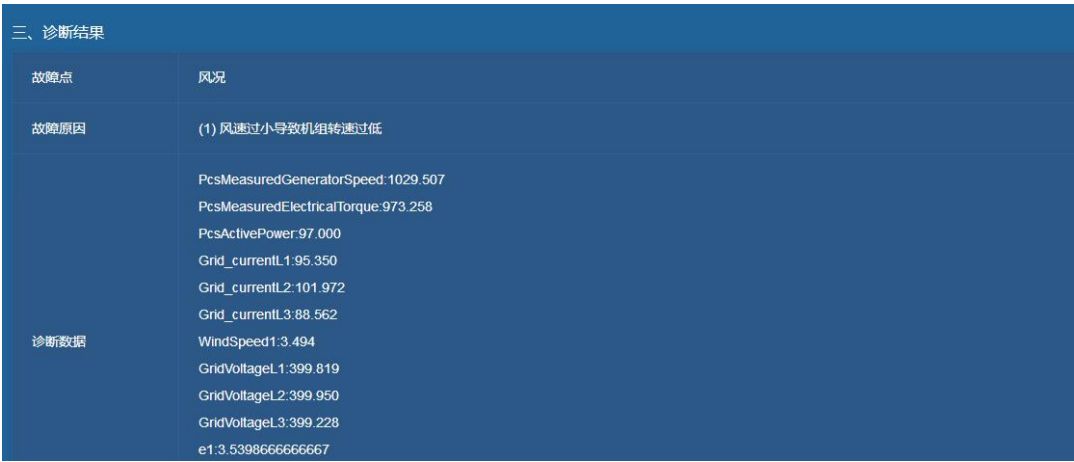 三、诊断结果
故障点
风况
故障原因
(1) 风速过小导致机组转速过低
诊断数据
PcsMeasuredGeneratorSpeed:1029.507
PcsMeasuredElectricalTorque:973.258
PcsActivePower:97.000
Grid_currentL1:95.350
Grid_currentL2:101.972
Grid_currentL3:88.562
WindSpeed1:3.494
GridVoltageL1:399.819
GridVoltageL2:399.950
GridVoltageL3:399.228
e1:3.5398666666667